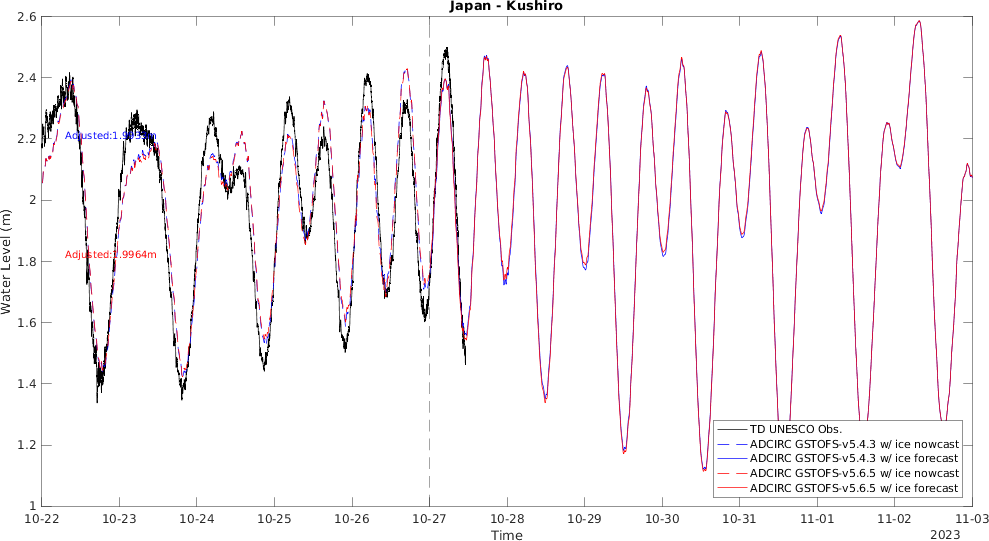 Japan - Kushiro
2.6
2.4
2.2
2
1.8
1.6
1.4
1.2
1
Water Level (m)
Adjusted:1.9964m
TD UNESCO Obs.
ADCIRC GSTOFS-v5.4.3 w/ ice nowcast
ADCIRC GSTOFS-v5.4.3 w/ ice forecast
ADCIRC GSTOFS-v5.6.5 w/ ice nowcast
ADCIRC GSTOFS-v5.6.5 w/ ice forecast
10-22 10-23 10-24 10-25 10-26 10-27 10-28 10-29 10-30 10-31 11-01 11-02 11-03
Time
2023